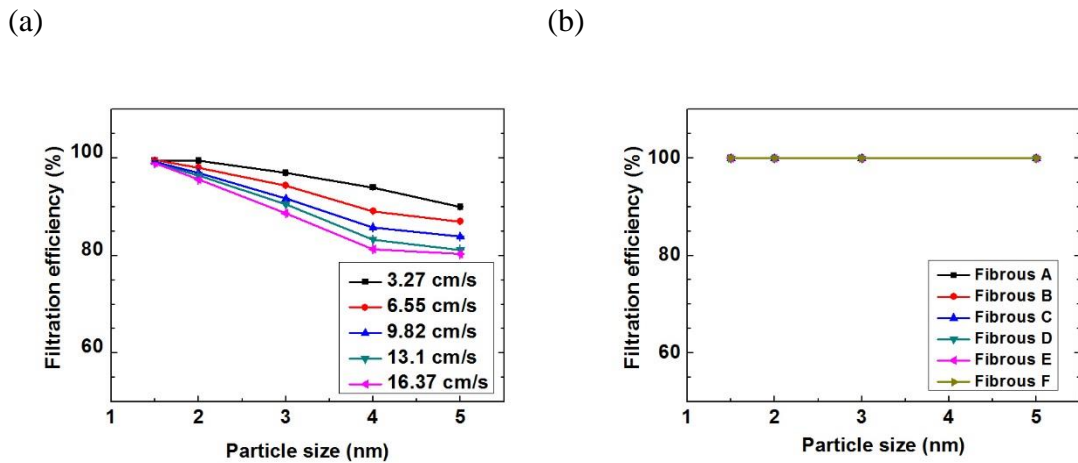 (a)
(b)
Filtration efficiency (%)
100
80
60
3.27 cm/s
6.55 cm/s
9.82 cm/s
13.1 cm/s
16.37 cm/s
1 2 3 4 5
Particle size (nm)
Filtration efficiency (%)
100
80
60
Fibrous A
Fibrous B
Fibrous C
Fibrous D
Fibrous E
Fibrous F
1 2 3 4 5
Particle size (nm)